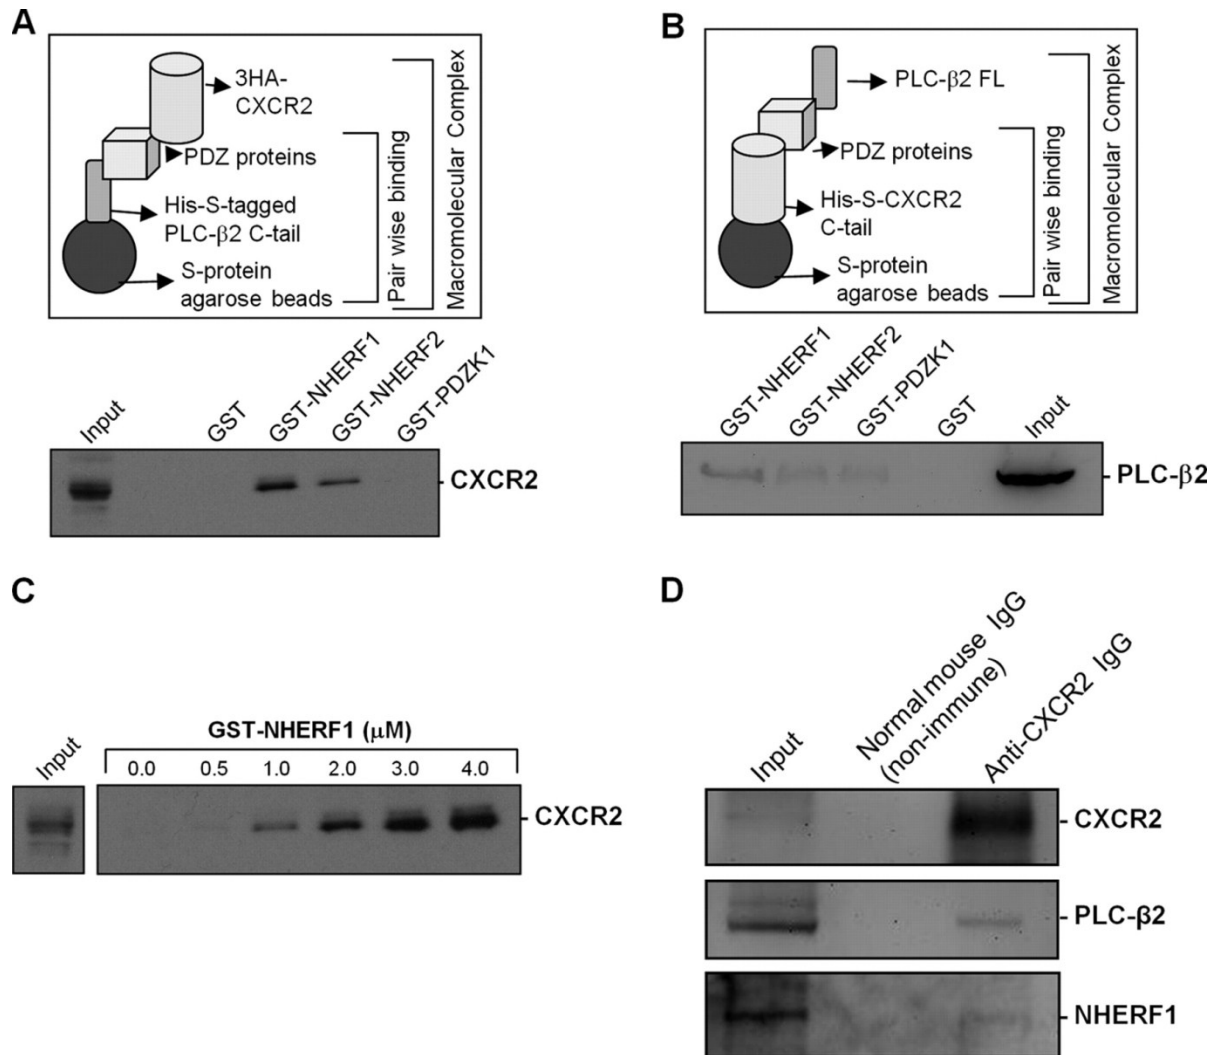 A
3HA-
CXCR2
PDZ proteins
His-S-tagged
PLC-β2 C-tail
S-protein
agarose beads
Pair wise binding
Macromolecular Complex
Input
GST
GST-NHERF1
GST-NHERF2
GST-PDZK1
CXCR2
B
PLC-β2 FL
PDZ proteins
His-S-CXCR2
C-tail
S-protein
agarose beads
Pair wise binding
Macromolecular Complex
GST-NHERF1
GST-NHERF2
GST-PDZK1
GST
Input
PLC-β2
C
Input
GST-NHERF1 (μM)
0.0 0.5 1.0 2.0 3.0 4.0
CXCR2
D
Input
Normal mouse IgG
(non-immune)
Anti-CXCR2 IgG
CXCR2
PLC-β2
NHERF1